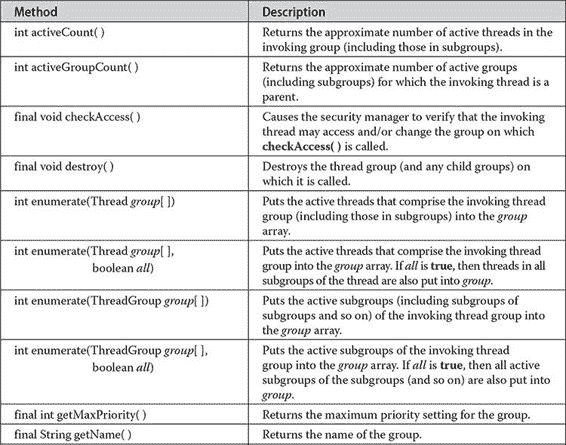 Method Description
int activeCount( ) Returns the approximate number of active threads in the
invoking group (including those in subgroups).
int activeGroupCount( ) Returns the approximate number of active groups
(including subgroups) for which the invoking thread is a
parent.
final void checkAccess( ) Causes the security manager to verify that the invoking
thread may access and/or change the group on which
checkAccess( ) is called.
final void destroy( ) Destroys the thread group (and any child groups) on
which it is called.
int enumerate(Thread group[ ]) Puts the active threads that comprise the invoking thread
group (including those in subgroups) into the group
array.
int enumerate(Thread group[ ], Puts the active threads that comprise the invoking thread
boolean all) group into the group array. If all is true, then threads in all
subgroups of the thread are also put into group.
int enumerate(ThreadGroup group[ ]) Puts the active subgroups (including subgroups of
subgroups and so on) of the invoking thread group into
the group array.
int enumerate(ThreadGroup group[ ], Puts the active subgroups of the invoking thread
boolean all) group into the group array. If all is true, then all active
subgroups of the subgroups (and so on) are also put into
group.
final int getMaxPriority( ) Returns the maximum priority setting for the group.
final String getName( ) Returns the name of the group.